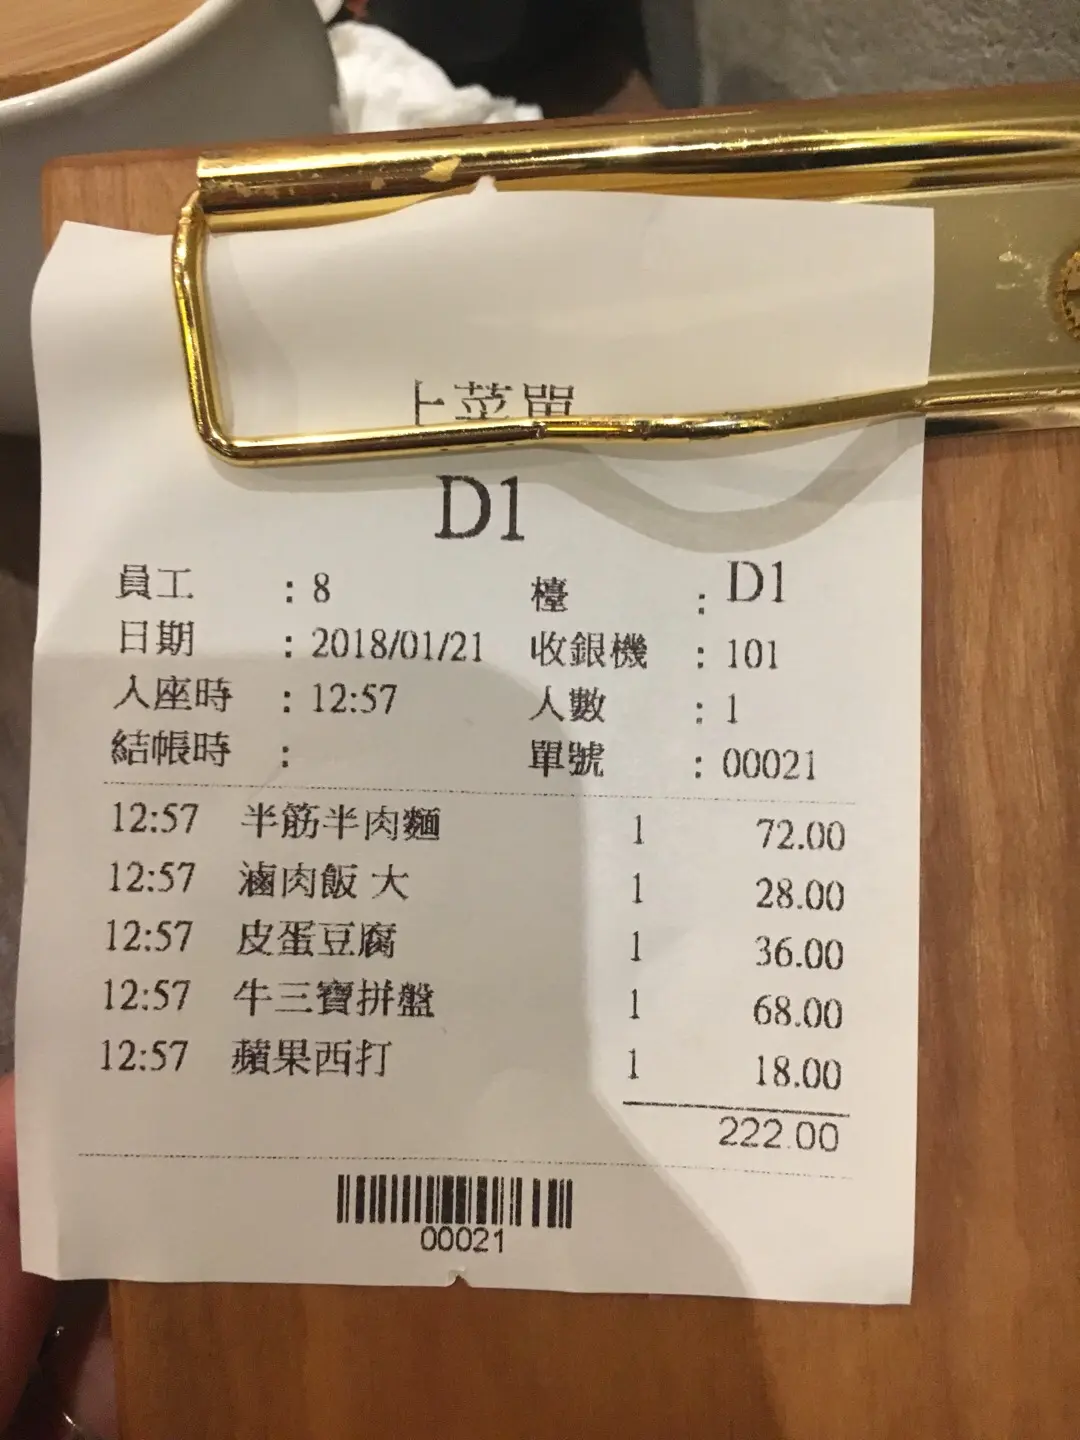 上菜單
D1
員工 : 8 檯 : D1
日期 : 2018/01/21 收銀機 : 101
入座時 : 12:57 人數 : 1
結帳時 : 單號 : 00021
12:57 半筋半肉麵 1 72.00
12:57 滷肉飯 大 1 28.00
12:57 皮蛋豆腐 1 36.00
12:57 牛三寶拼盤 1 68.00
12:57 蘋果西打 1 18.00
222.00
00021